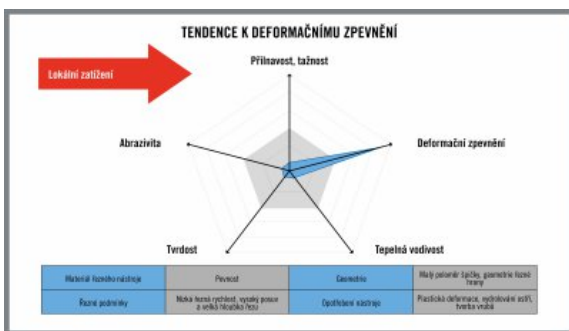 TENDENCE K DEFORMAČNÍMU ZPEVNĚNÍ
Lokální zatížení
Přilnavost, tažnost
Abrazivita
Deformační zpevnění
Tvrdost
Tepelná vodivost
Materiál řezného nástroje
Pevnost
Geometrie
Malý poloměr špičky, geometrie řezné
hrany
Řezné podmínky
Nízká řezná rychlost, vysoký posuv
a velká hloubka řezu
Opotřebení nástroje
Plastická deformace, vydrolování ostří,
tvorba vrubů